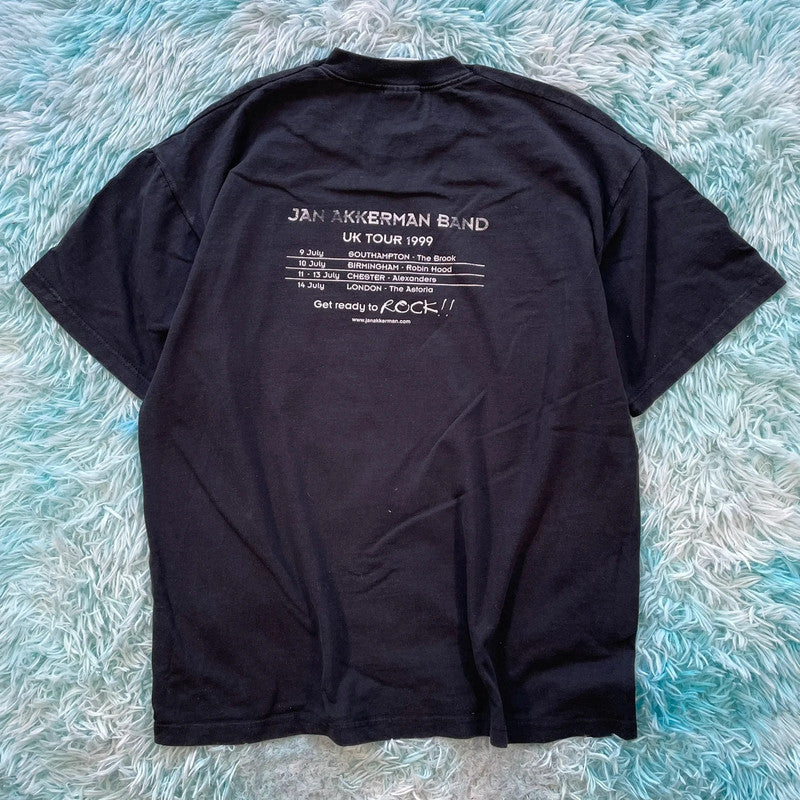 JAN AKKERMAN BAND
UK TOUR 1999
9 July SOUTHAMPTON - The Brook
10 July BIRMINGHAM - Robin Hood
11 - 13 July CHESTER - Alexanders
14 July LONDON - The Astoria
Get ready to ROCK!!
www.janakkerman.com